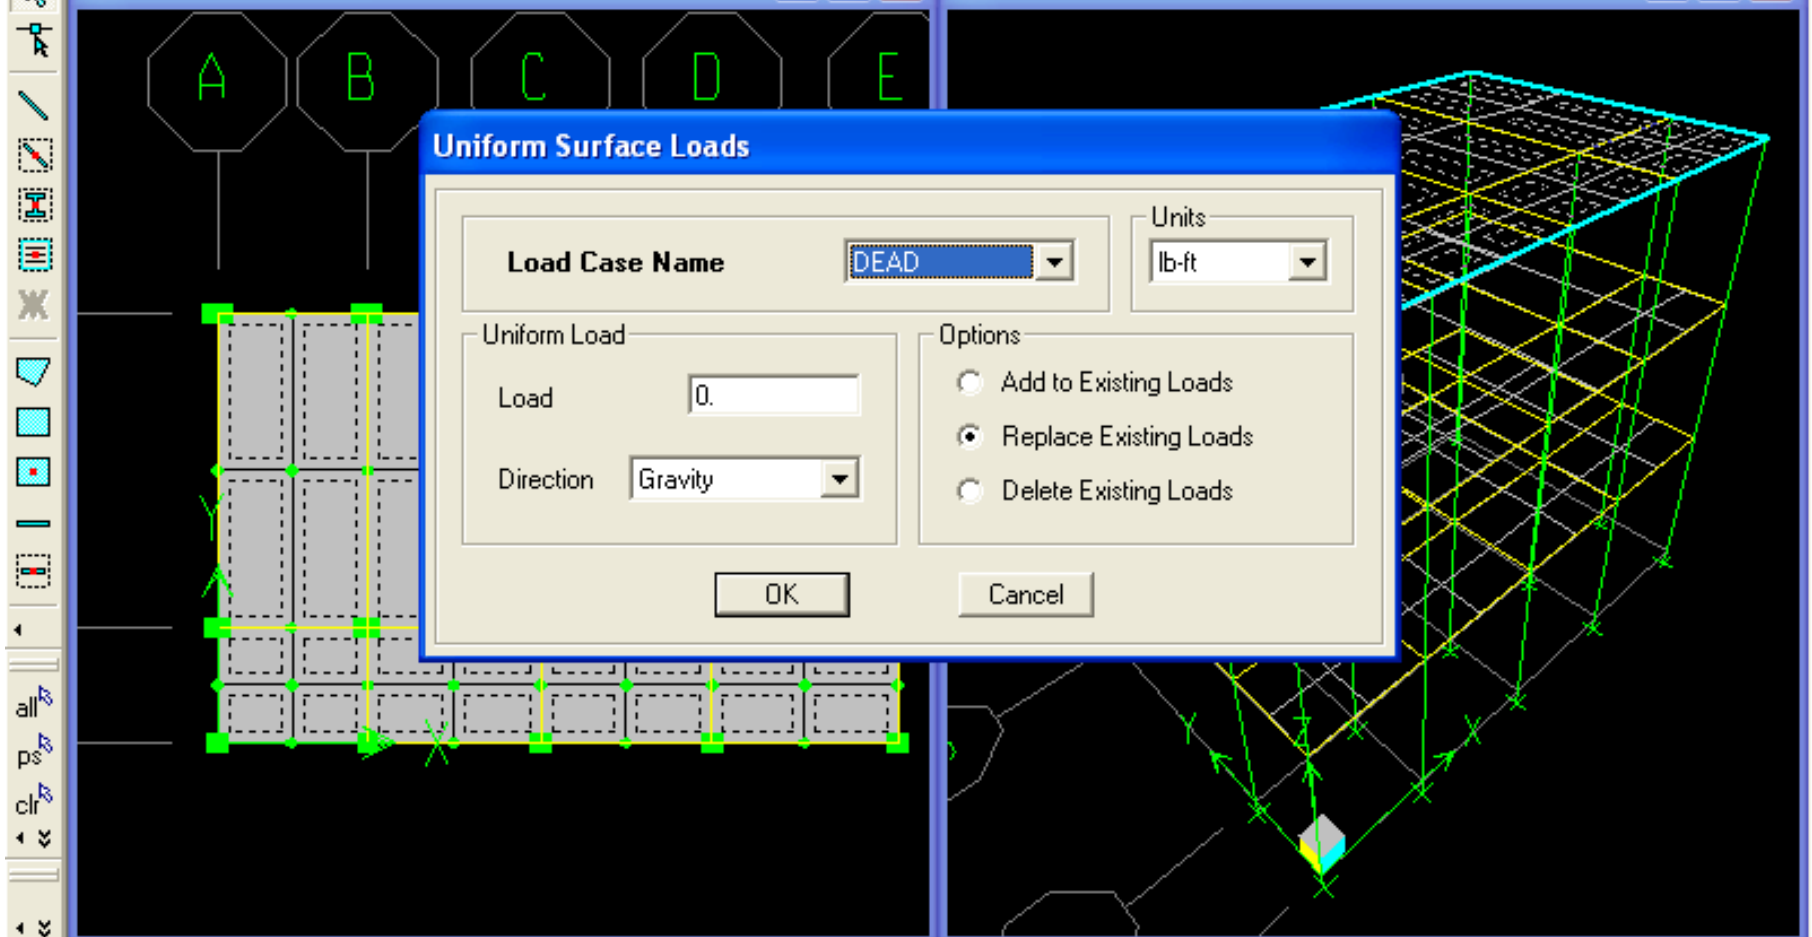 A B C D E
Uniform Surface Loads
Load Case Name DEAD
Units
lb-ft
Uniform Load
Load 0.
Direction Gravity
Options
Add to Existing Loads
Replace Existing Loads
Delete Existing Loads
OK Cancel
Y
X
Y Z X
all
ps
clr